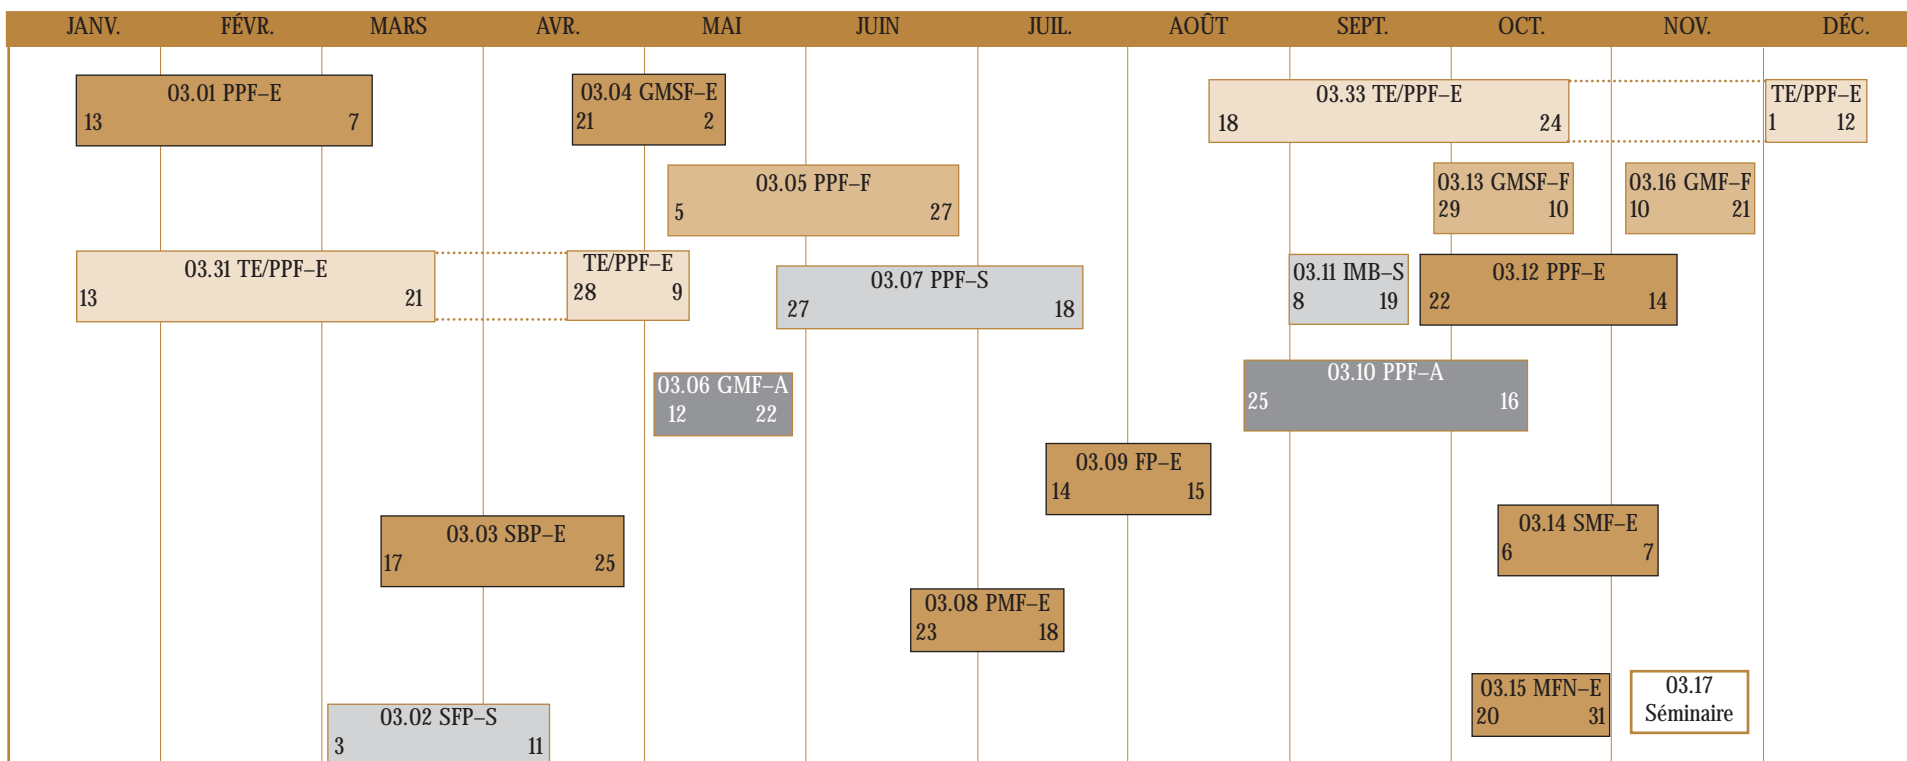 JANV. FÉVR. MARS AVR. MAI JUIN JUIL. AOÛT SEPT. OCT. NOV. DÉC.
03.01 PPF–E
13 7
03.04 GMSF–E
21 2
03.33 TE/PPF–E
18 24
TE/PPF–E
1 12
03.05 PPF–F
5 27
03.13 GMSF–F
29 10
03.16 GMF–F
10 21
03.31 TE/PPF–E
13 21
TE/PPF–E
28 9
03.07 PPF–S
27 18
03.11 IMB–S
8 19
03.12 PPF–E
22 14
03.06 GMF–A
12 22
03.10 PPF–A
25 16
03.09 FP–E
14 15
03.03 SBP–E
17 25
03.14 SMF–E
6 7
03.08 PMF–E
23 18
03.15 MFN–E
20 31
03.17
Séminaire
03.02 SFP–S
3 11